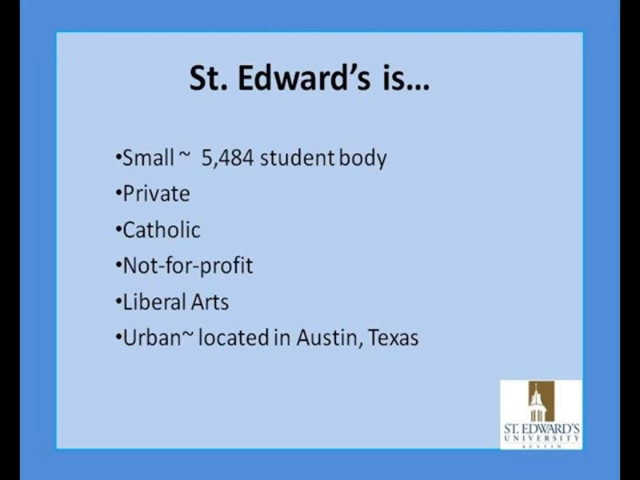 St. Edward's is...
•Small ~ 5,484 student body
•Private
•Catholic
•Not-for-profit
•Liberal Arts
•Urban~ located in Austin, Texas
ST. EDWARD'S
UNIVERSITY
AUSTIN